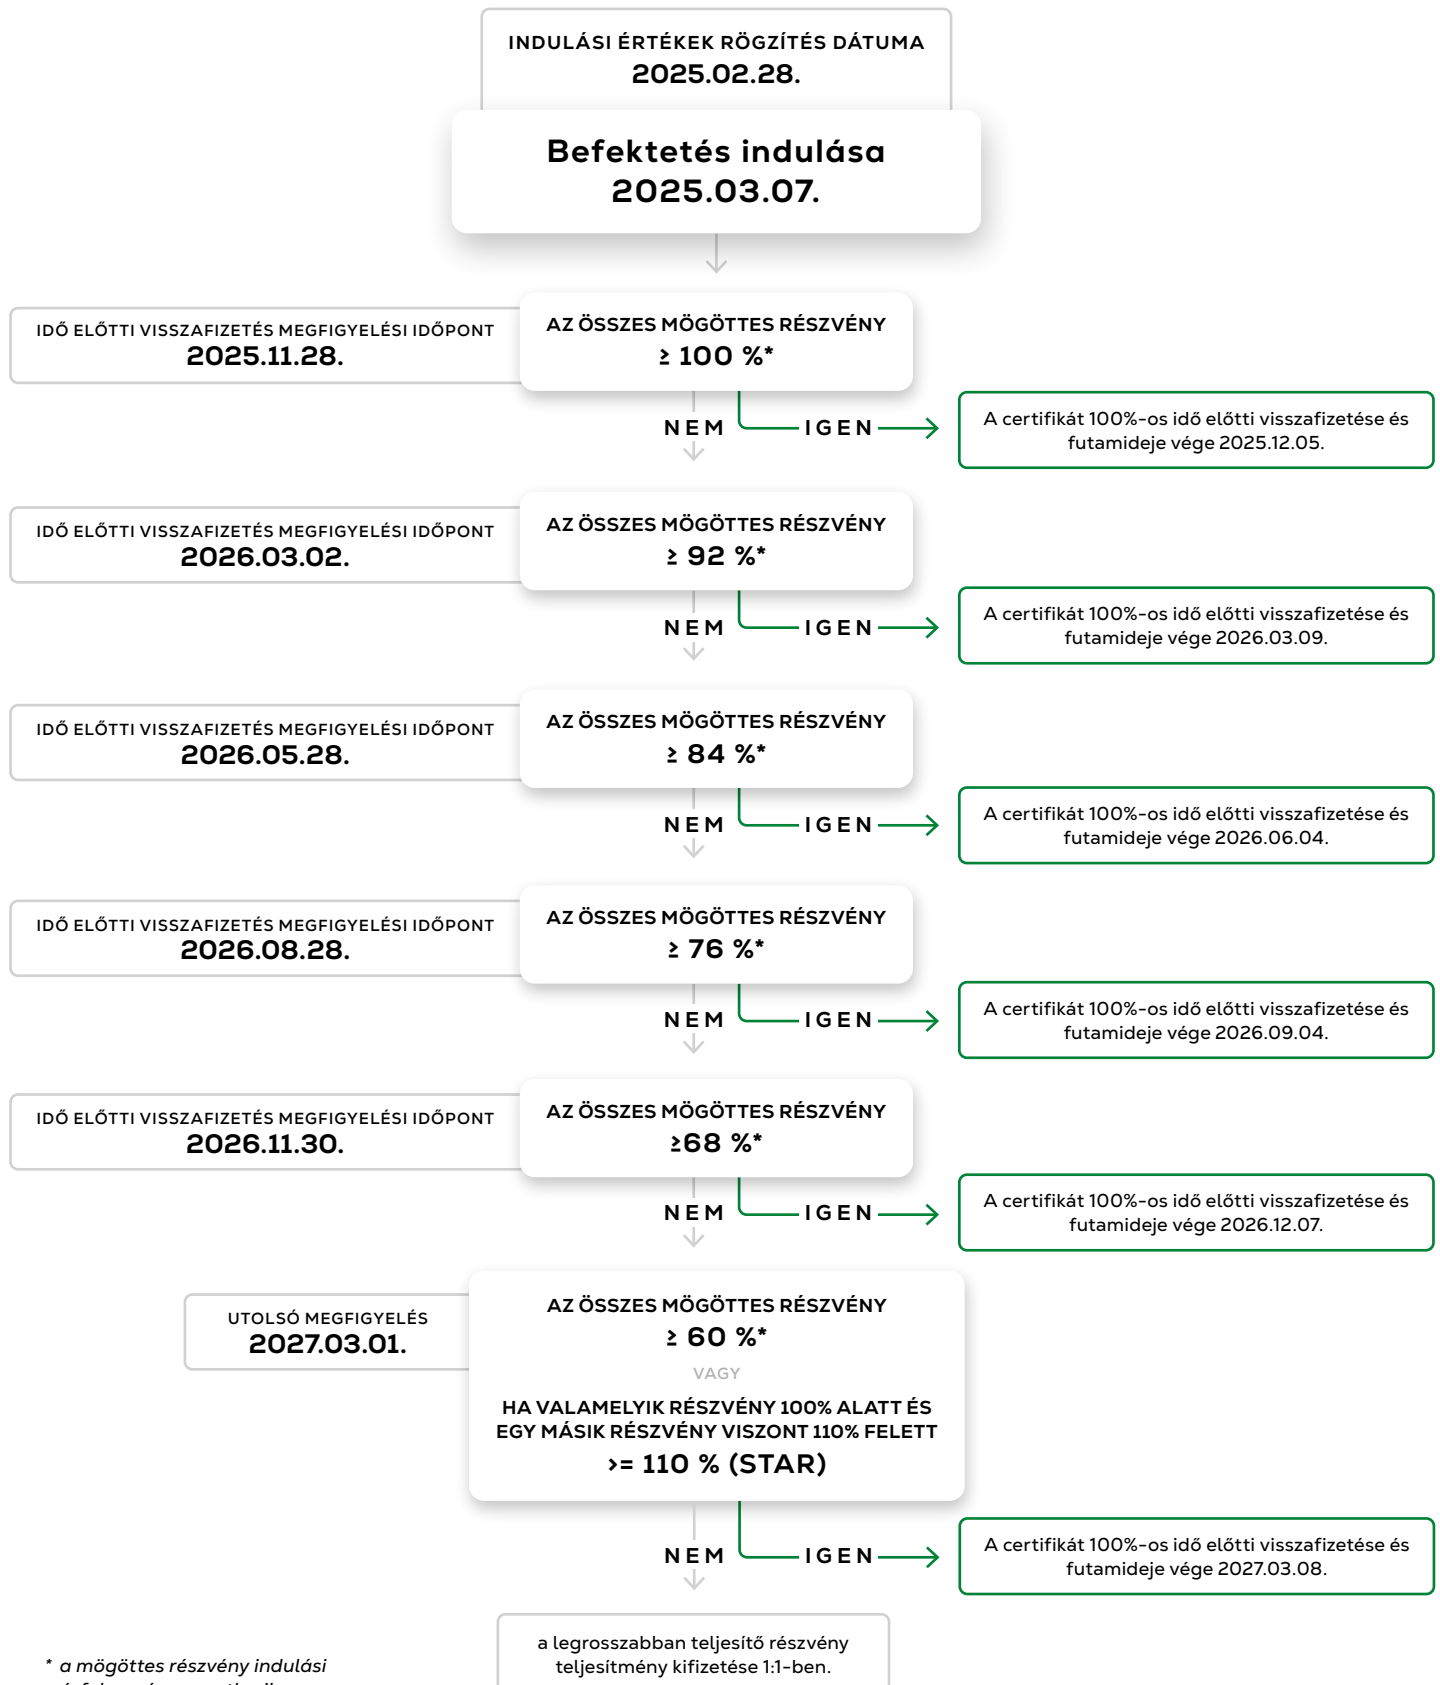 INDULÁSI ÉRTÉKEK RÖGZÍTÉS DÁTUMA
2025.02.28.
Befektetés indulása
2025.03.07.
IDŐ ELŐTTI VISSZAFIZETÉS MEGFIGYELÉSI IDŐPONT
2025.11.28.
AZ ÖSSZES MÖGÖTTES RÉSZVÉNY
≥ 100 %*
NEM
IGEN
A certifikát 100%-os idő előtti visszafizetése és
futamideje vége 2025.12.05.
IDŐ ELŐTTI VISSZAFIZETÉS MEGFIGYELÉSI IDŐPONT
2026.03.02.
AZ ÖSSZES MÖGÖTTES RÉSZVÉNY
≥ 92 %*
NEM
IGEN
A certifikát 100%-os idő előtti visszafizetése és
futamideje vége 2026.03.09.
IDŐ ELŐTTI VISSZAFIZETÉS MEGFIGYELÉSI IDŐPONT
2026.05.28.
AZ ÖSSZES MÖGÖTTES RÉSZVÉNY
≥ 84 %*
NEM
IGEN
A certifikát 100%-os idő előtti visszafizetése és
futamideje vége 2026.06.04.
IDŐ ELŐTTI VISSZAFIZETÉS MEGFIGYELÉSI IDŐPONT
2026.08.28.
AZ ÖSSZES MÖGÖTTES RÉSZVÉNY
≥ 76 %*
NEM
IGEN
A certifikát 100%-os idő előtti visszafizetése és
futamideje vége 2026.09.04.
IDŐ ELŐTTI VISSZAFIZETÉS MEGFIGYELÉSI IDŐPONT
2026.11.30.
AZ ÖSSZES MÖGÖTTES RÉSZVÉNY
≥68 %*
NEM
IGEN
A certifikát 100%-os idő előtti visszafizetése és
futamideje vége 2026.12.07.
UTOLSÓ MEGFIGYELÉS
2027.03.01.
AZ ÖSSZES MÖGÖTTES RÉSZVÉNY
≥ 60 %*
VAGY
HA VALAMELYIK RÉSZVÉNY 100% ALATT ÉS
EGY MÁSIK RÉSZVÉNY VISZONT 110% FELETT
>= 110 % (STAR)
NEM
IGEN
A certifikát 100%-os idő előtti visszafizetése és
futamideje vége 2027.03.08.
a legrosszabban teljesítő részvény
teljesítmény kifizetése 1:1-ben.
* a mögöttes részvény indulási